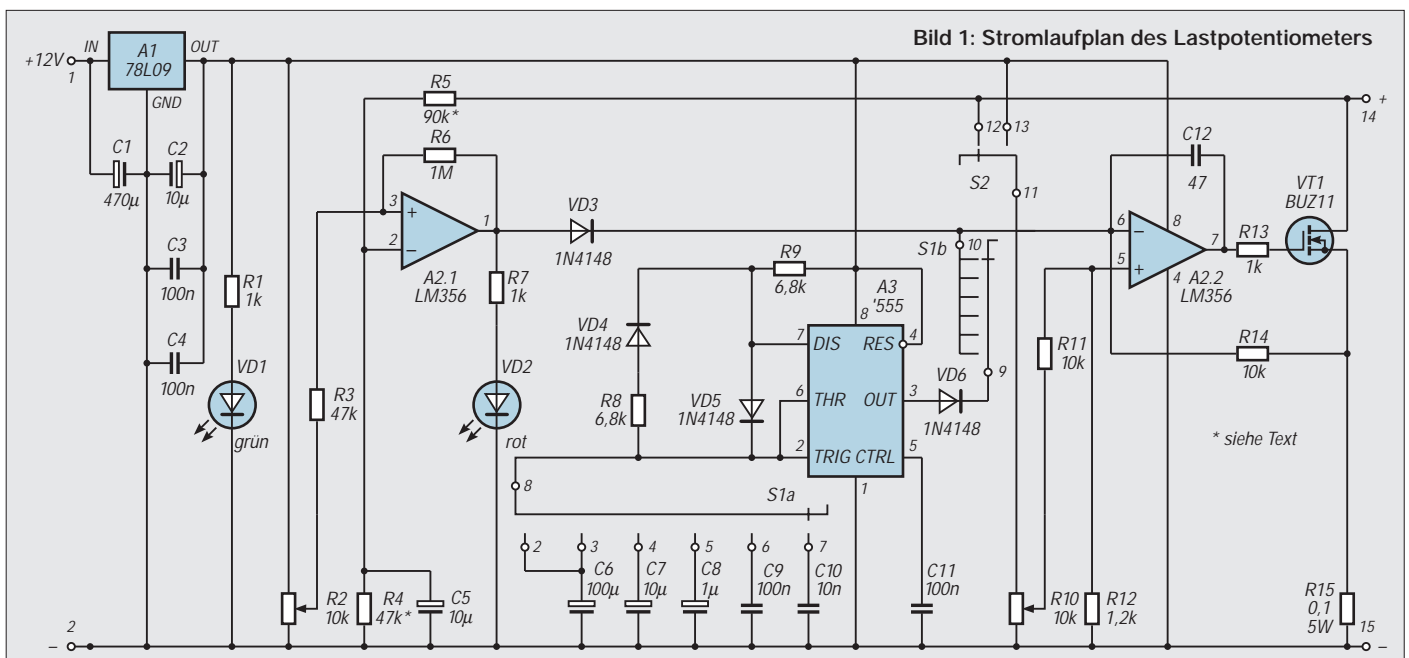 Bild 1: Stromlaufplan des Lastpotentiometers
+12V
1
IN
A1
78L09
OUT
GND
C1
470µ
C2
10µ
C3
100n
C4
100n
R1
1k
VD1
grün
R5
90k*
R6
1M
3
+
2
−
1
A2.1
LM356
VD3
1N4148
R7
1k
VD2
rot
R3
47k
R2
10k
R4
47k*
C5
10µ
VD4
1N4148
R8
6,8k
R9
6,8k
VD5
1N4148
A3
'555
8
4
7
DIS
RES
6
THR
OUT
3
2
TRIG
CTRL
5
1
VD6
1N4148
S1b
10
9
12
13
S2
11
8
S1a
2
3
4
5
6
7
C6
100µ
C7
10µ
C8
1µ
C9
100n
C10
10n
C11
100n
R11
10k
R10
10k
R12
1,2k
C12
47
6
−
5
+
8
7
4
A2.2
LM356
R13
1k
VT1
BUZ11
R14
10k
* siehe Text
R15
0,1
5W
+
14
15
−
2
−